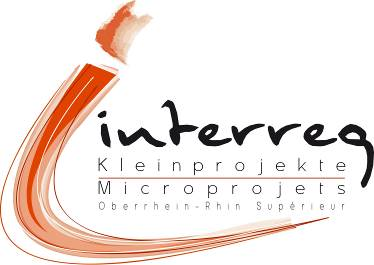 interreg
Kleinprojekte
Microprojets
Oberrhein-Rhin Supérieur